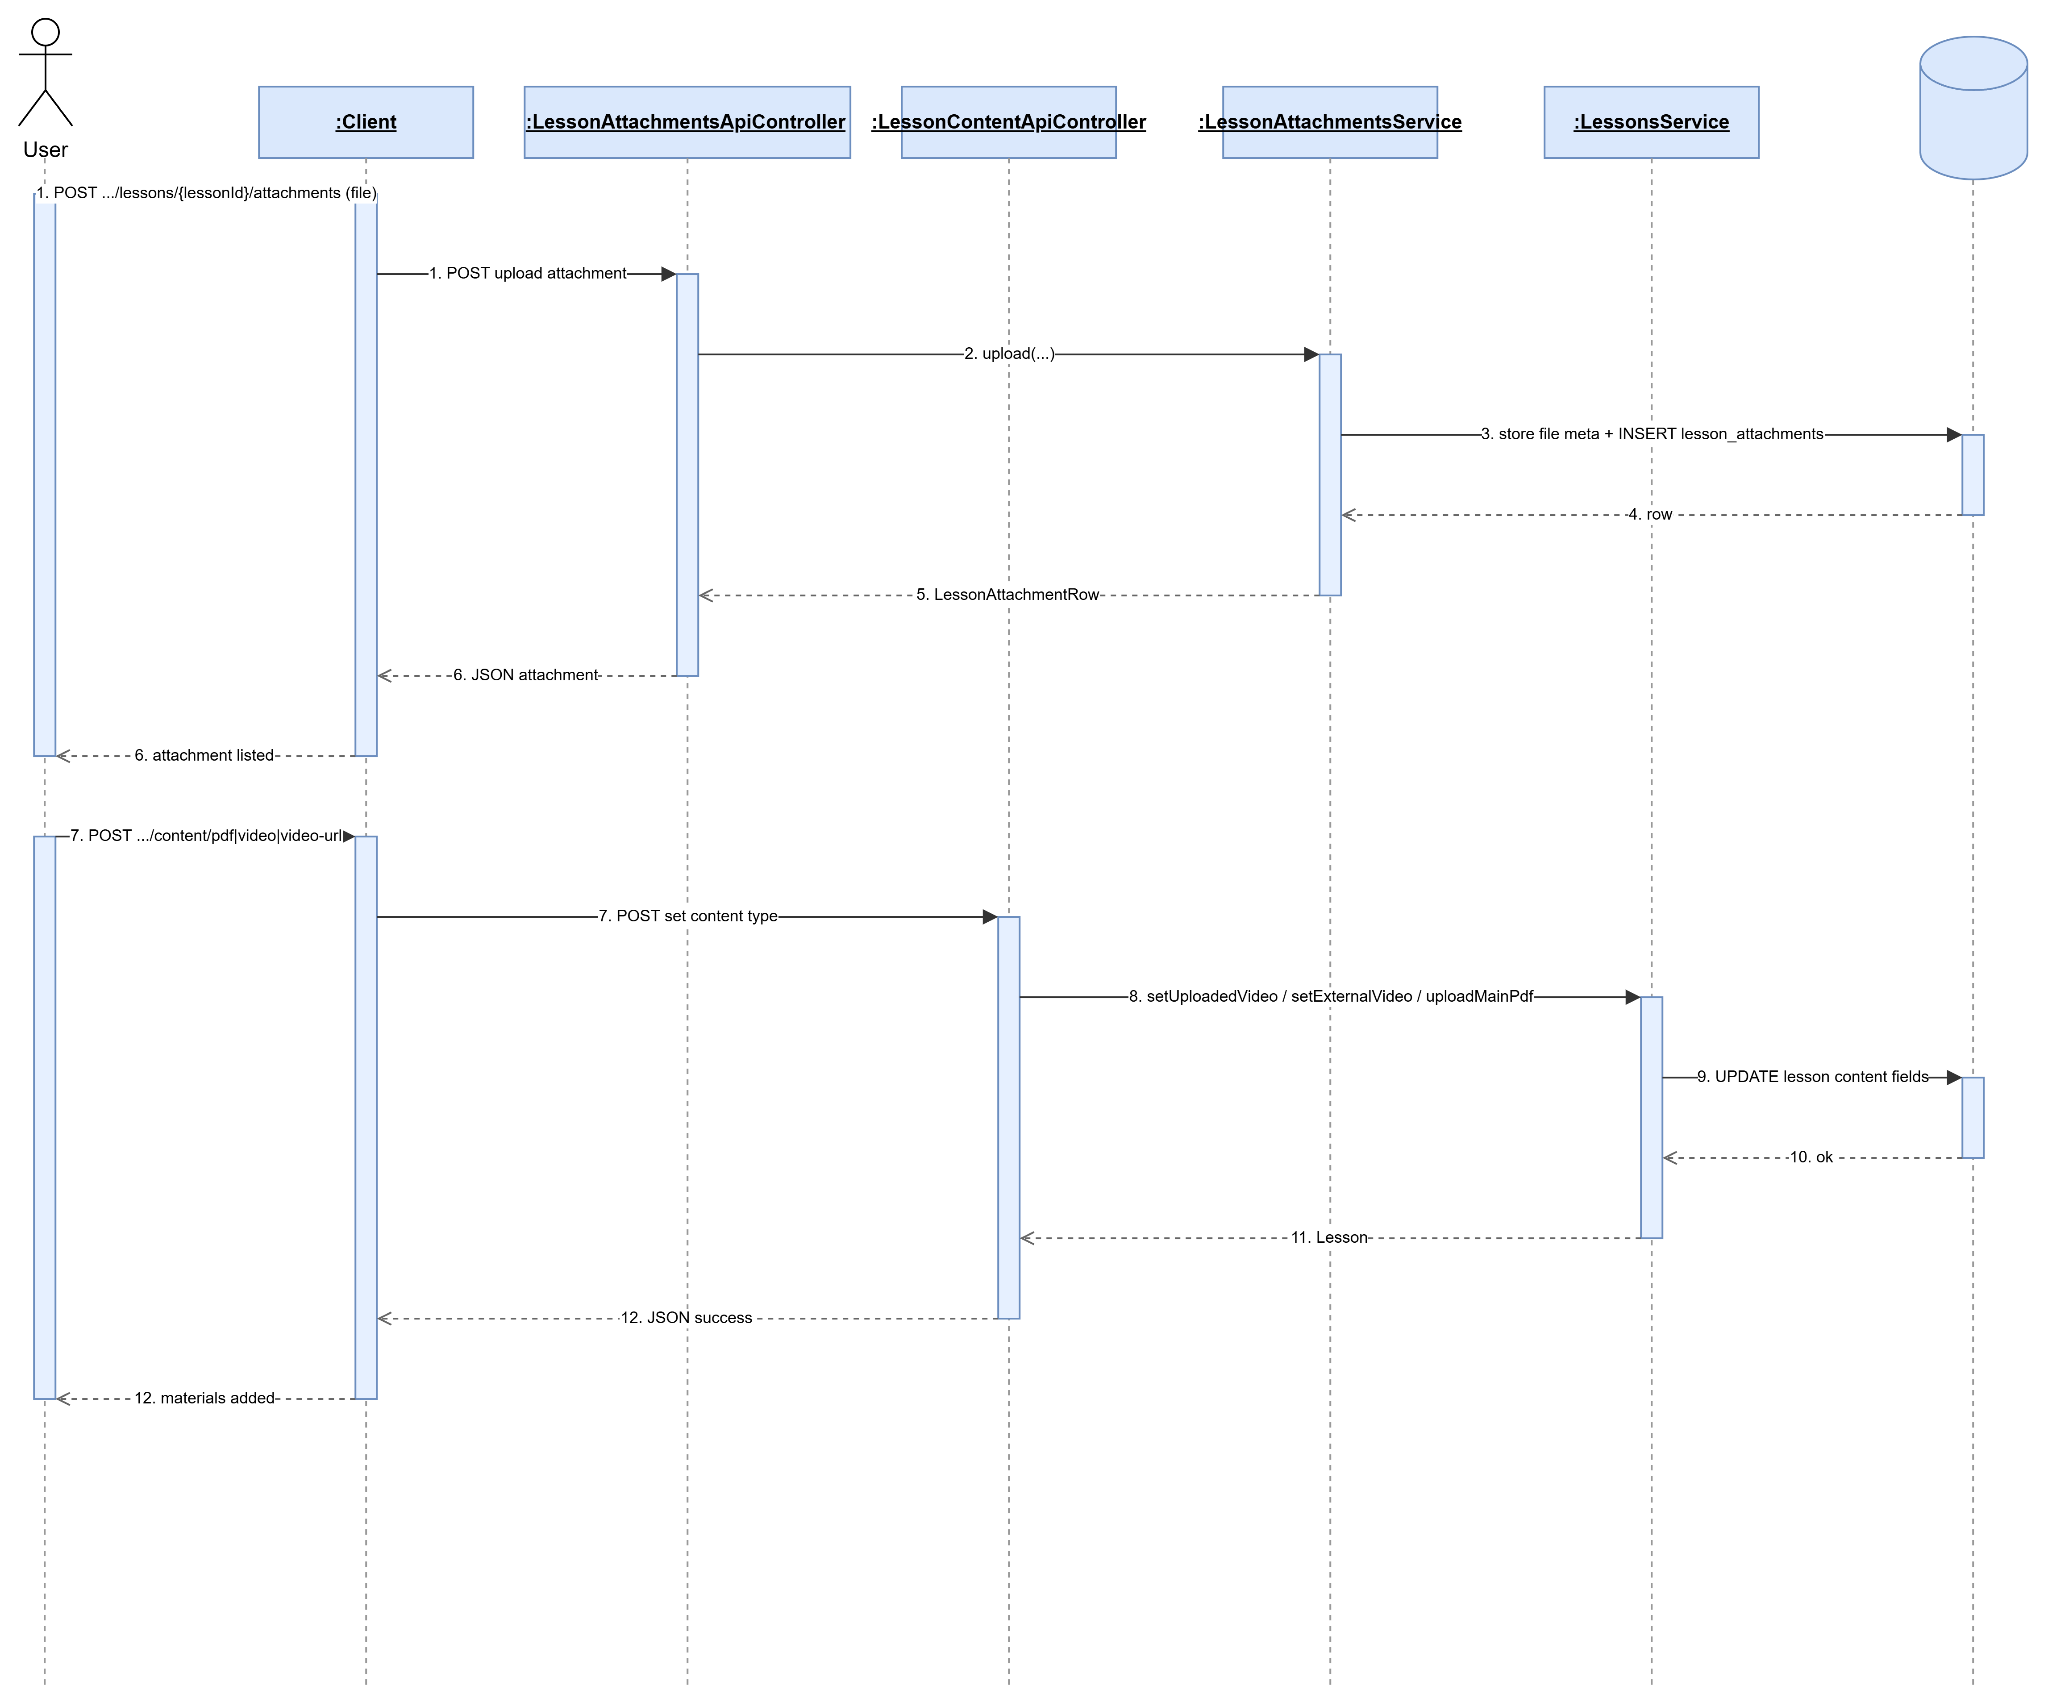 User
:Client
:LessonAttachmentsApiController
:LessonContentApiController
:LessonAttachmentsService
:LessonsService
1. POST .../lessons/{lessonId}/attachments (file)
1. POST upload attachment
2. upload(...)
3. store file meta + INSERT lesson_attachments
4. row
5. LessonAttachmentRow
6. JSON attachment
6. attachment listed
7. POST .../content/pdf|video|video-url
7. POST set content type
8. setUploadedVideo / setExternalVideo / uploadMainPdf
9. UPDATE lesson content fields
10. ok
11. Lesson
12. JSON success
12. materials added